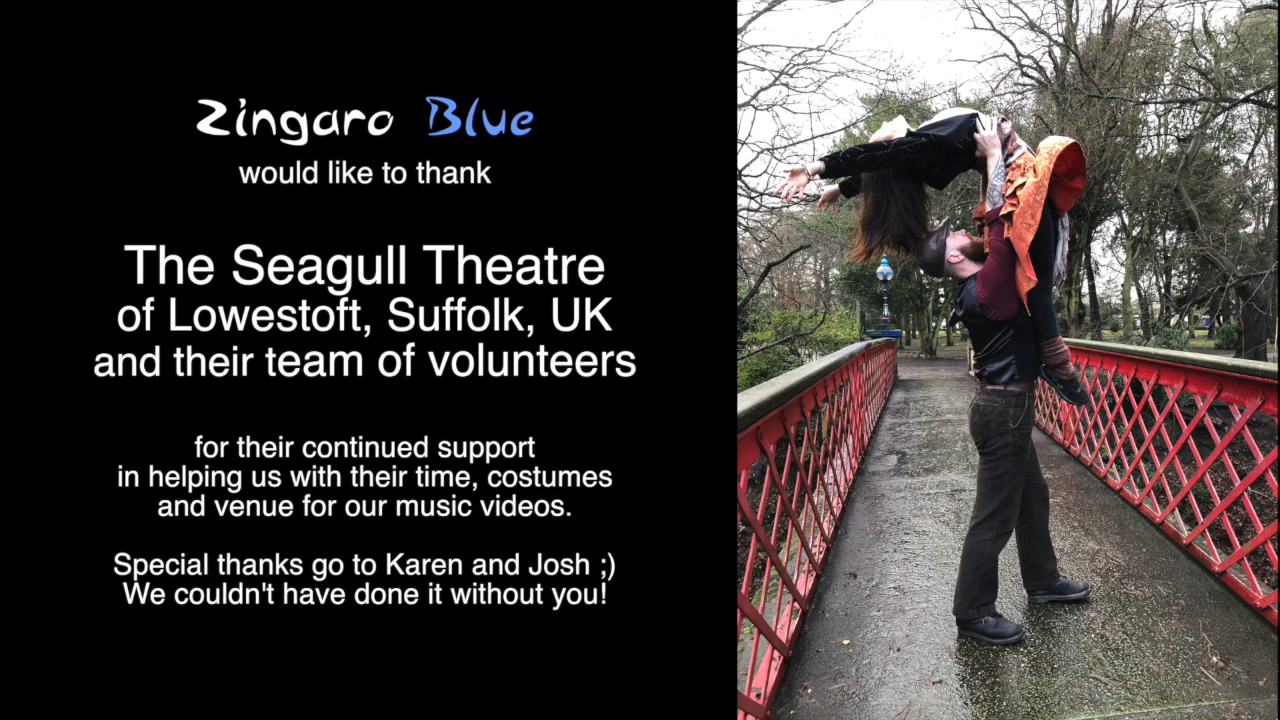 Zingaro Blue
would like to thank
The Seagull Theatre
of Lowestoft, Suffolk, UK
and their team of volunteers
for their continued support
in helping us with their time, costumes
and venue for our music videos.
Special thanks go to Karen and Josh ;)
We couldn't have done it without you!